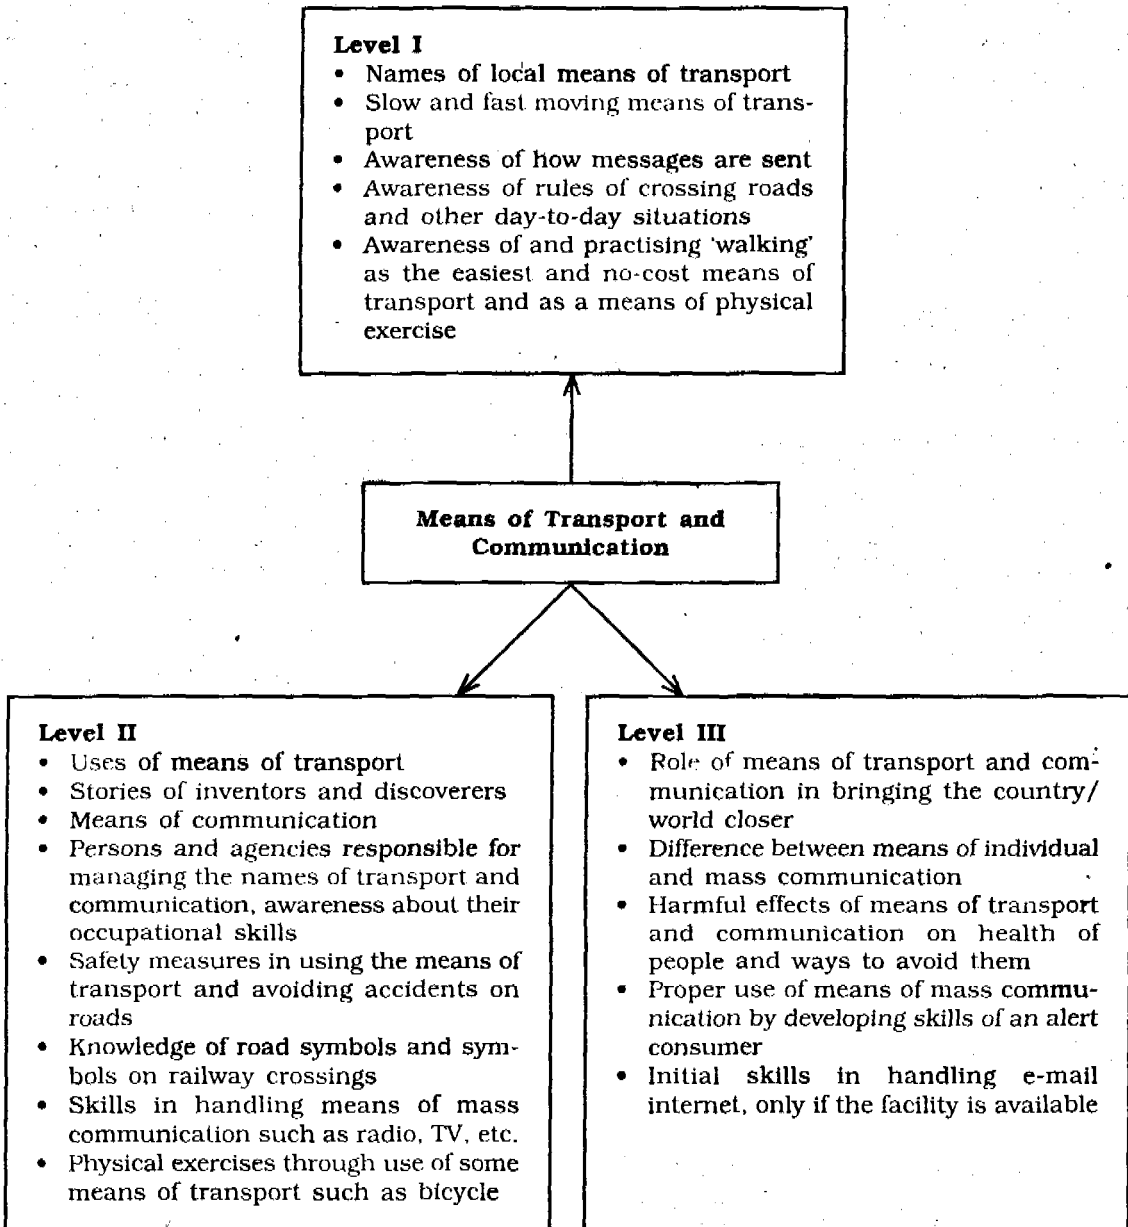 Level I
• Names of local means of transport
• Slow and fast moving means of trans-
port
• Awareness of how messages are sent
• Awareness of rules of crossing roads
and other day-to-day situations
• Awareness of and practising 'walking'
as the easiest and no-cost means of
transport and as a means of physical
exercise
Means of Transport and
Communication
Level II
• Uses of means of transport
• Stories of inventors and discoverers
• Means of communication
• Persons and agencies responsible for
managing the names of transport and
communication, awareness about their
occupational skills
• Safety measures in using the means of
transport and avoiding accidents on
roads
• Knowledge of road symbols and sym-
bols on railway crossings
• Skills in handling means of mass
communication such as radio, TV, etc.
• Physical exercises through use of some
means of transport such as bicycle
Level III
• Role of means of transport and com-
munication in bringing the country/
world closer
• Difference between means of individual
and mass communication
• Harmful effects of means of transport
and communication on health of
people and ways to avoid them
• Proper use of means of mass commu-
nication by developing skills of an alert
consumer
• Initial skills in handling e-mail
internet, only if the facility is available